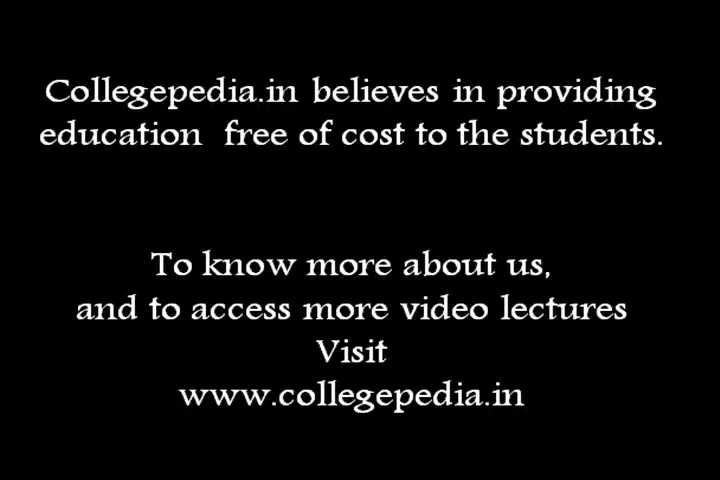 Collegepedia.in believes in providing
education free of cost to the students.
To know more about us,
and to access more video lectures
Visit
www.collegepedia.in